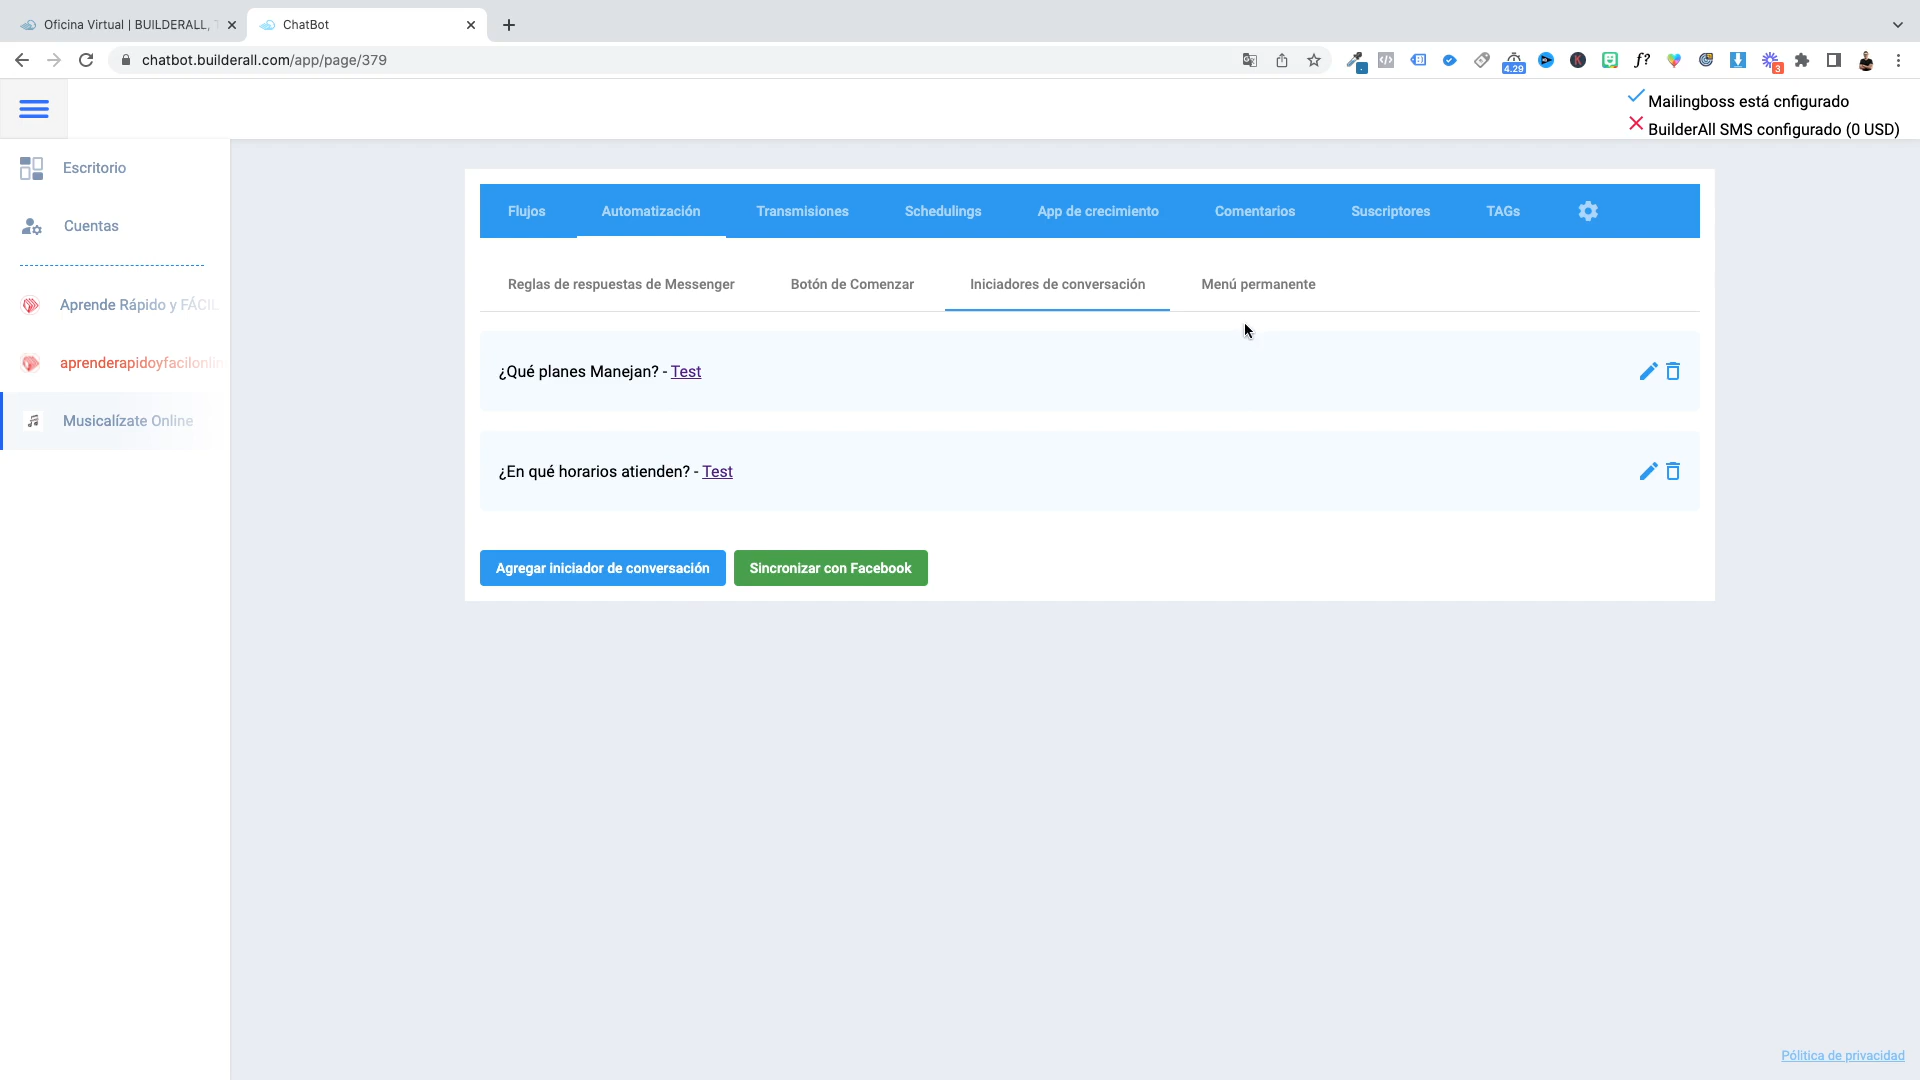 Oficina Virtual | BUILDERALL,
ChatBot
chatbot.builderall.com/app/page/379
4.29
f?
K
3
Mailingboss está cnfigurado
BuilderAll SMS configurado (0 USD)
Escritorio
Cuentas
Aprende Rápido y FÁCIL
aprenderapidoyfacilonlin
Musicalízate Online
Flujos Automatización Transmisiones Schedulings App de crecimiento Comentarios Suscriptores TAGs
Reglas de respuestas de Messenger Botón de Comenzar Iniciadores de conversación Menú permanente
¿Qué planes Manejan? - Test
¿En qué horarios atienden? - Test
Agregar iniciador de conversación Sincronizar con Facebook
Pólitica de privacidad